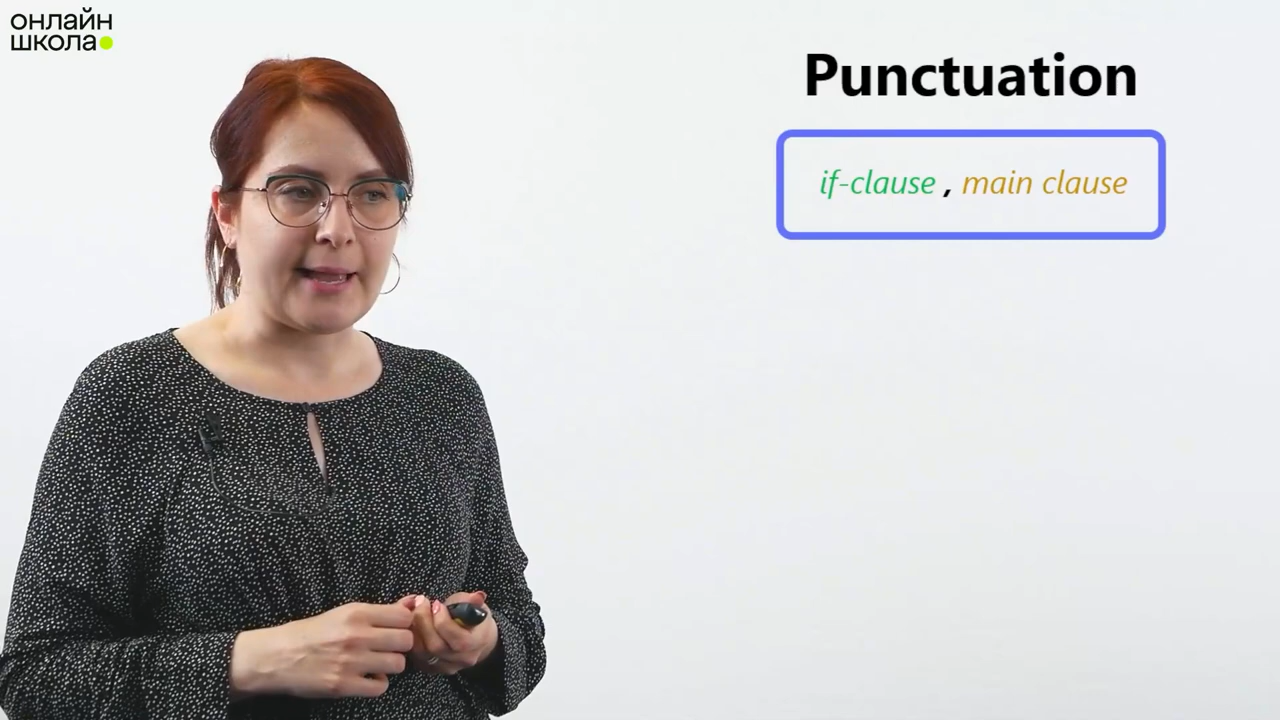 онлайн
школа
Punctuation
if-clause , main clause